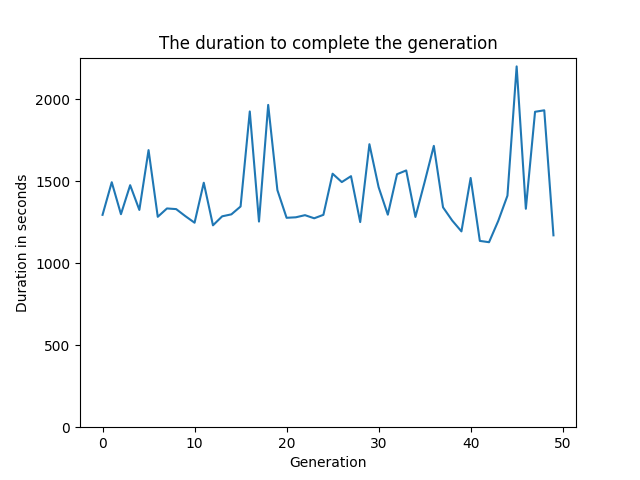 The duration to complete the generation
2000
1500
1000
500
0
Duration in seconds
0 10 20 30 40 50
Generation